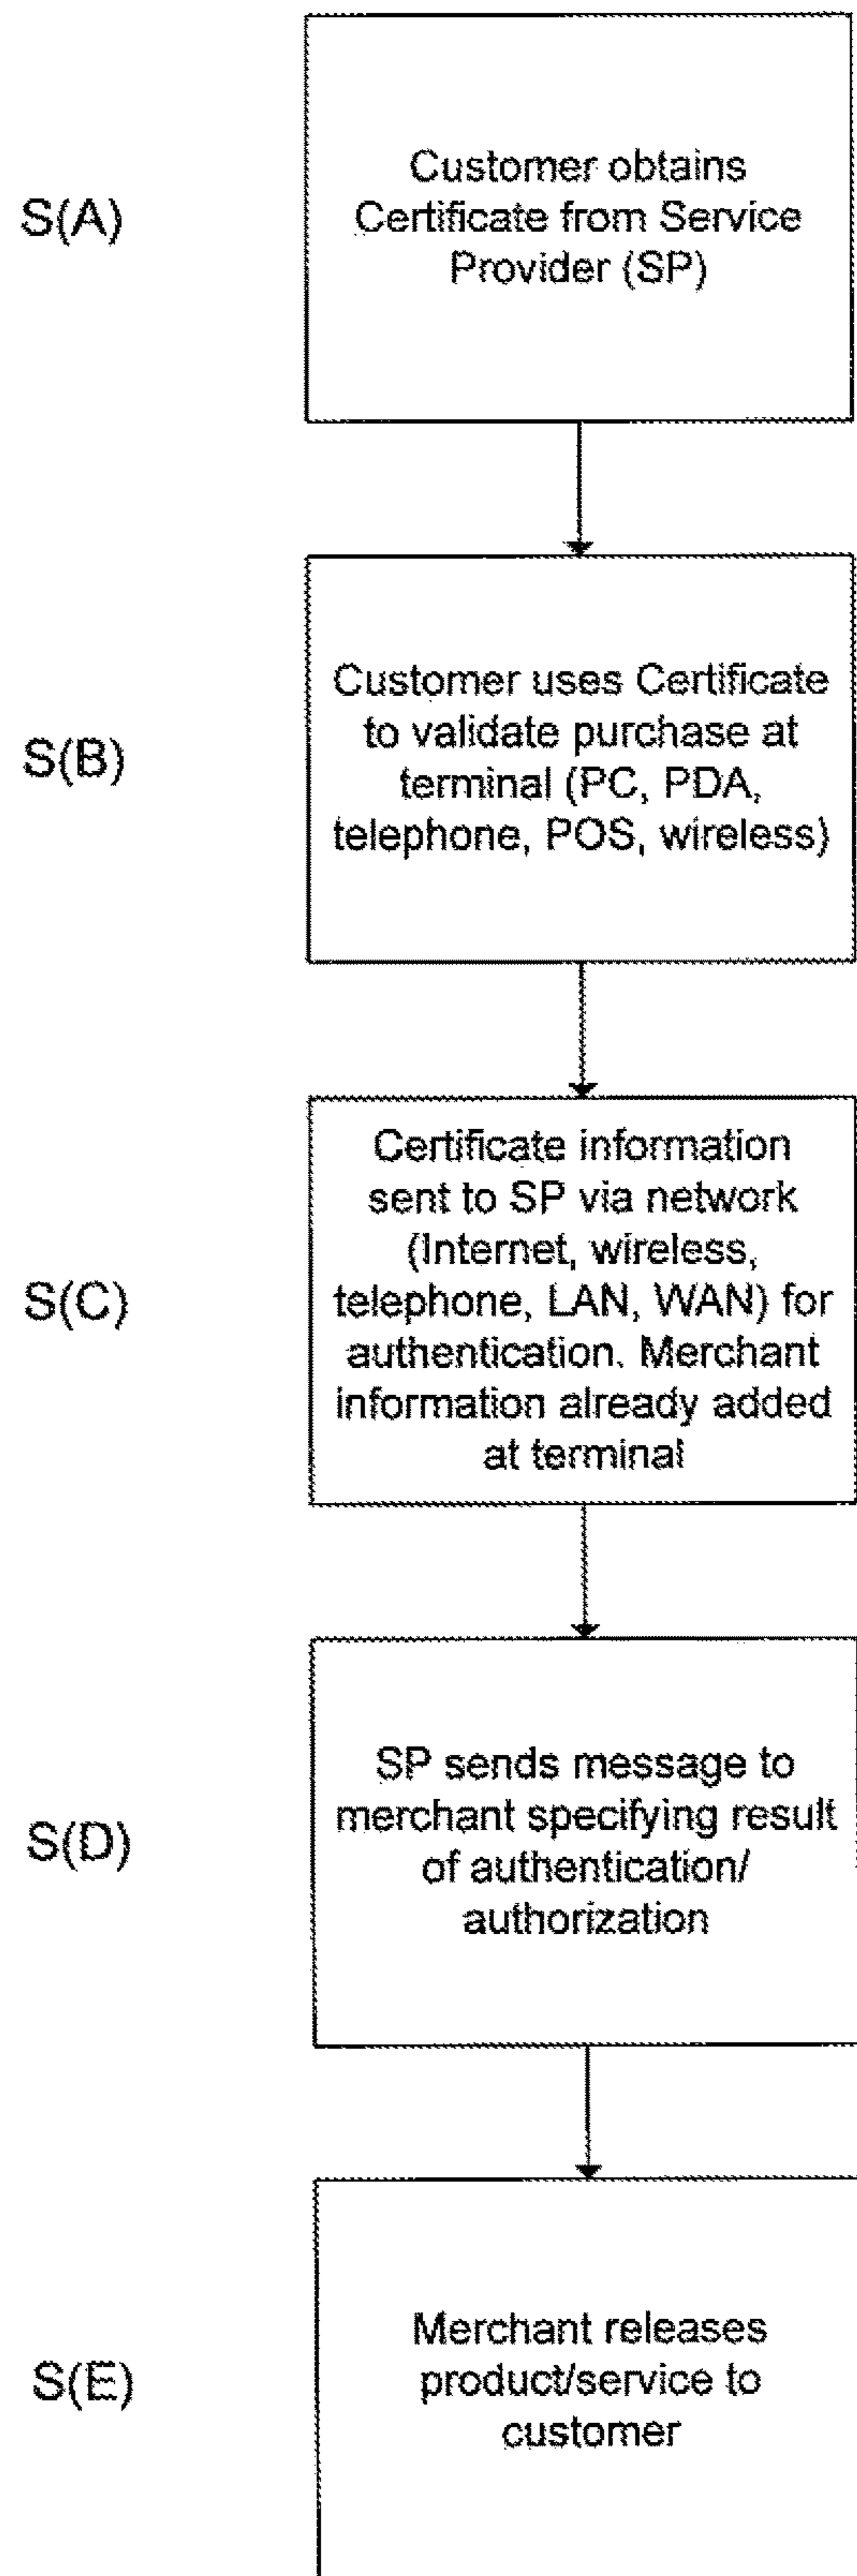 S(A)
Customer obtains
Certificate from Service
Provider (SP)
S(B)
Customer uses Certificate
to validate purchase at
terminal (PC, PDA,
telephone, POS, wireless)
S(C)
Certificate information
sent to SP via network
(Internet, wireless,
telephone, LAN, WAN) for
authentication. Merchant
information already added
at terminal
S(D)
SP sends message to
merchant specifying result
of authentication/
authorization
S(E)
Merchant releases
product/service to
customer